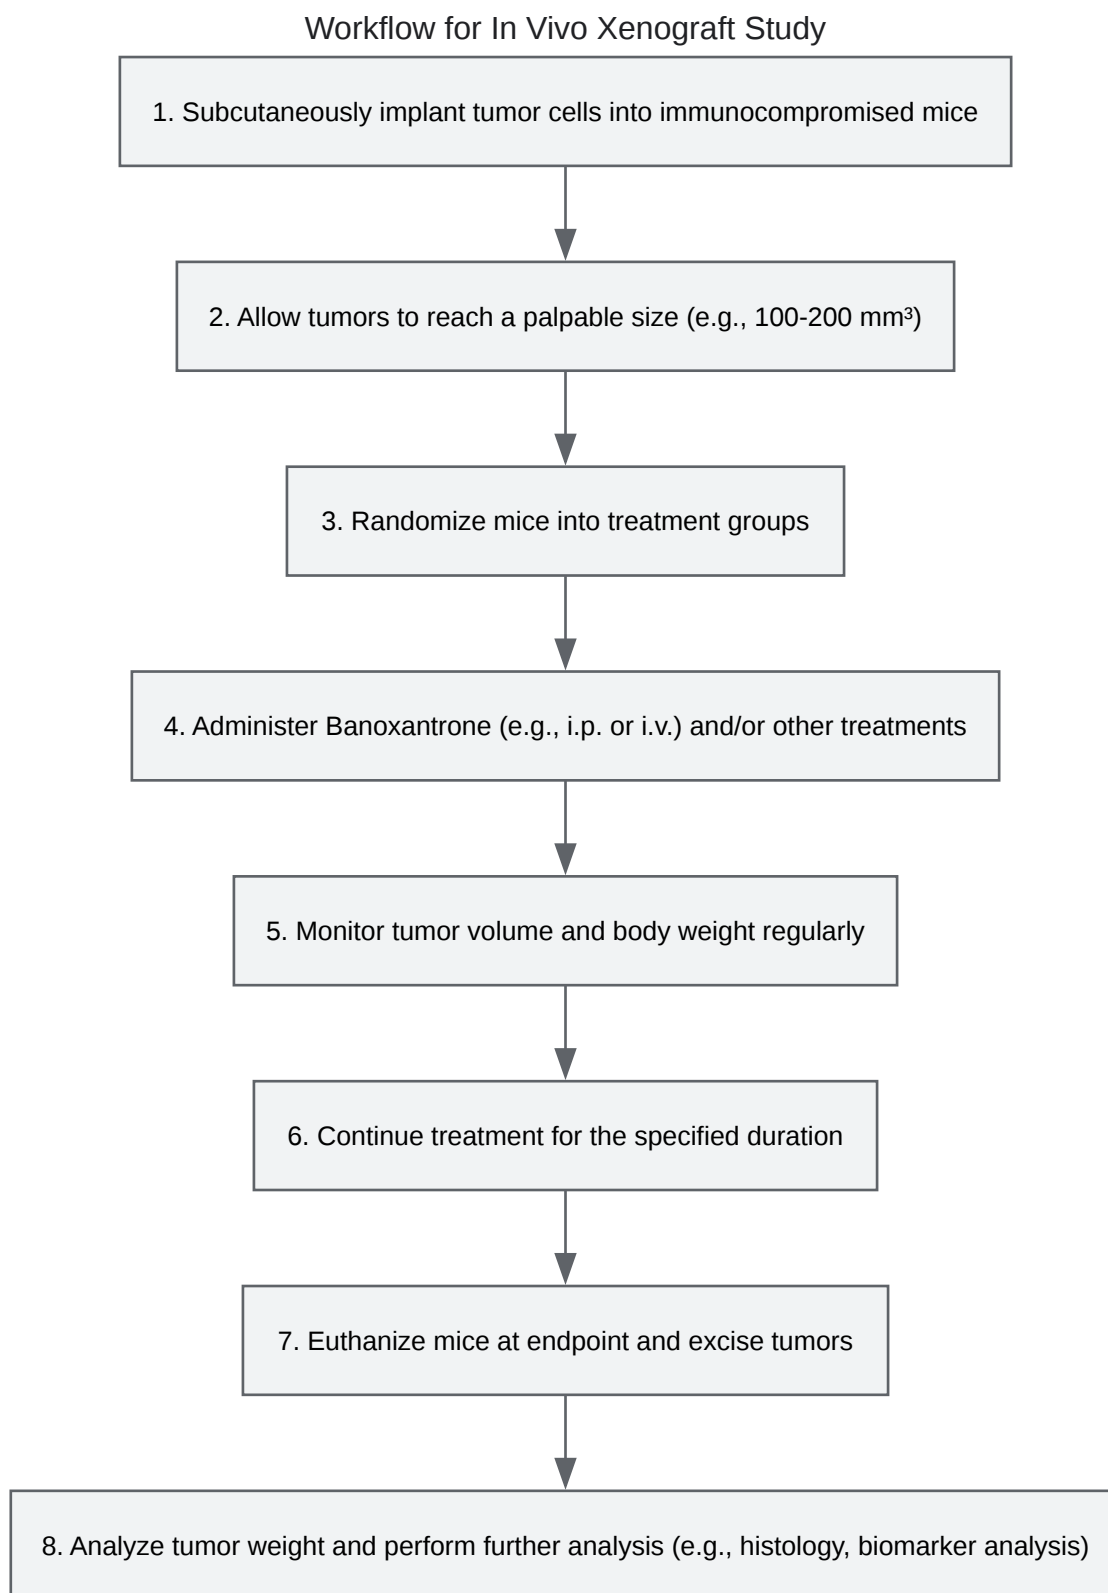 Workflow for In Vivo Xenograft Study
1. Subcutaneously implant tumor cells into immunocompromised mice
2. Allow tumors to reach a palpable size (e.g., 100-200 mm³)
3. Randomize mice into treatment groups
4. Administer Banoxantrone (e.g., i.p. or i.v.) and/or other treatments
5. Monitor tumor volume and body weight regularly
6. Continue treatment for the specified duration
7. Euthanize mice at endpoint and excise tumors
8. Analyze tumor weight and perform further analysis (e.g., histology, biomarker analysis)